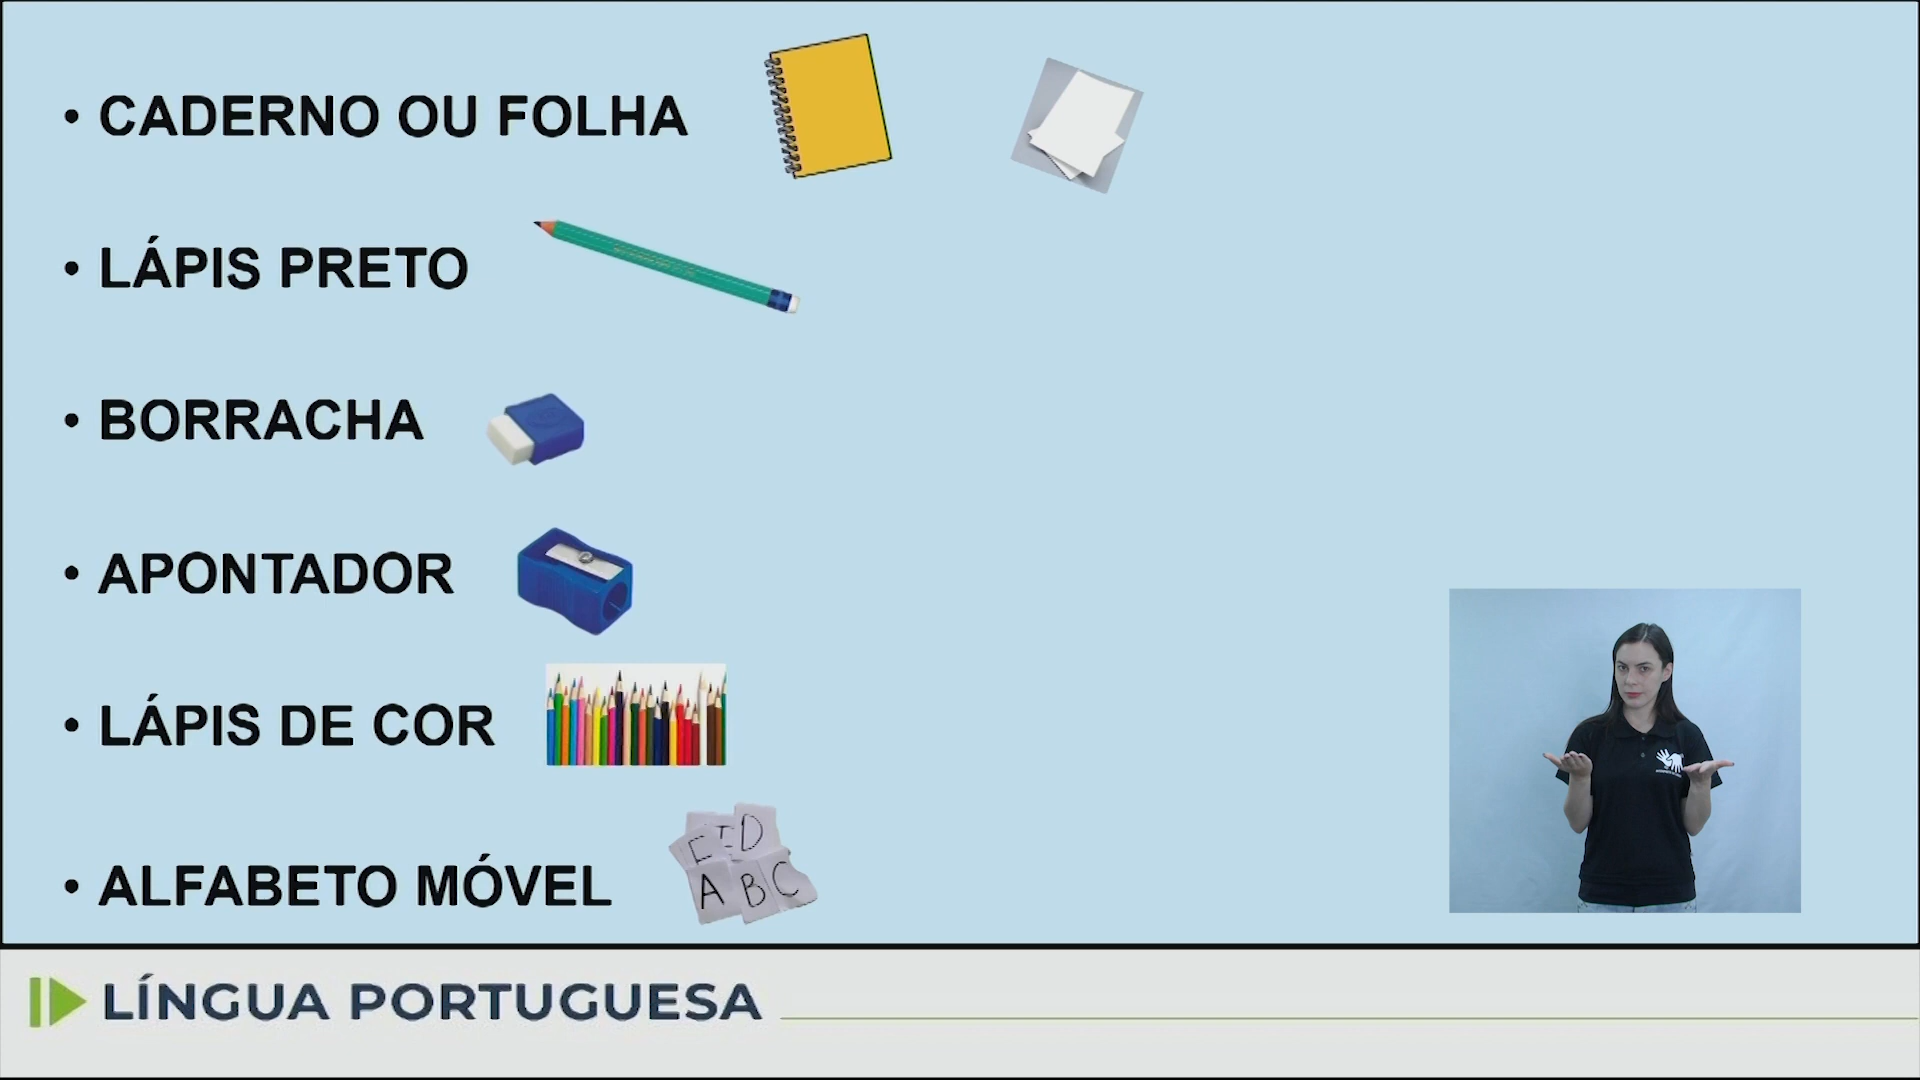 • CADERNO OU FOLHA
• LÁPIS PRETO
• BORRACHA
• APONTADOR
• LÁPIS DE COR
• ALFABETO MÓVEL
E I D
A B C
LÍNGUA PORTUGUESA